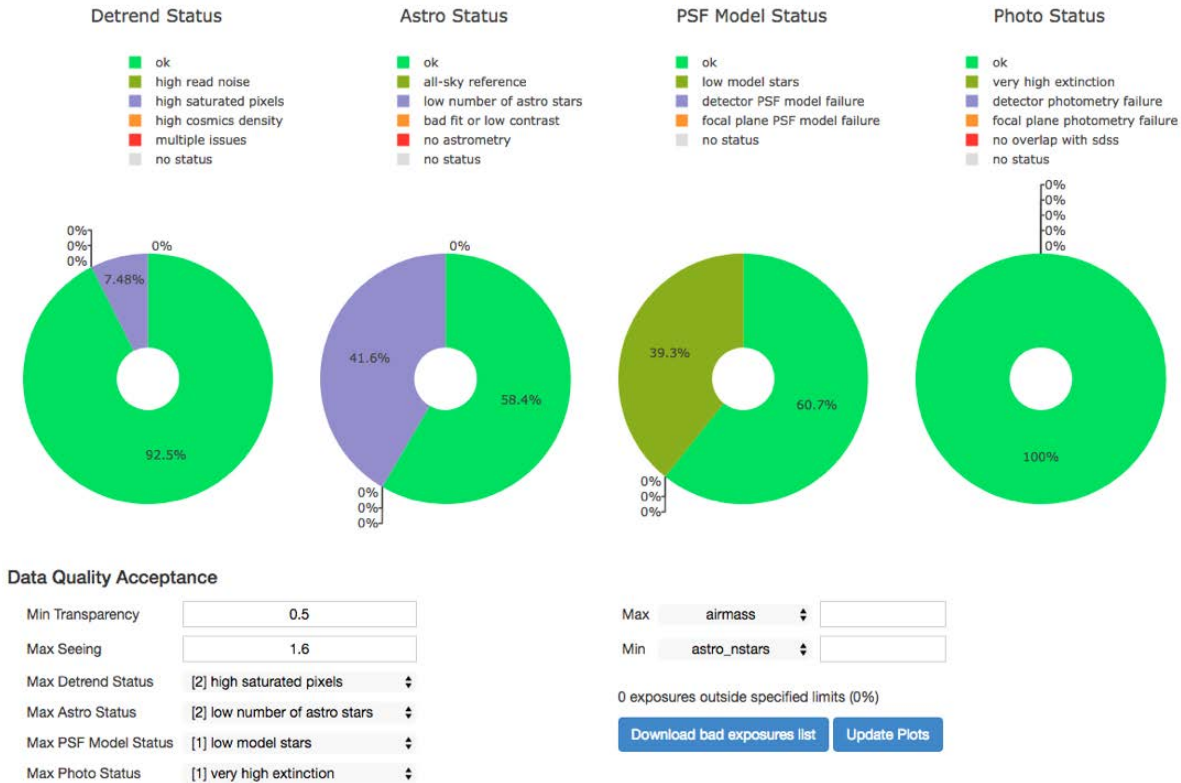 Detrend Status
ok
high read noise
high saturated pixels
high cosmics density
multiple issues
no status
0%
0%
0%
0%
7.48%
92.5%
Astro Status
ok
all-sky reference
low number of astro stars
bad fit or low contrast
no astrometry
no status
0%
41.6%
58.4%
0%
0%
0%
PSF Model Status
ok
low model stars
detector PSF model failure
focal plane PSF model failure
no status
39.3%
60.7%
0%
0%
0%
Photo Status
ok
very high extinction
detector photometry failure
focal plane photometry failure
no overlap with sdss
no status
0%
0%
0%
0%
0%
100%
Data Quality Acceptance
Min Transparency 0.5
Max Seeing 1.6
Max Detrend Status [2] high saturated pixels
Max Astro Status [2] low number of astro stars
Max PSF Model Status [1] low model stars
Max Photo Status [1] very high extinction
Max airmass
Min astro_nstars
0 exposures outside specified limits (0%)
Download bad exposures list Update Plots